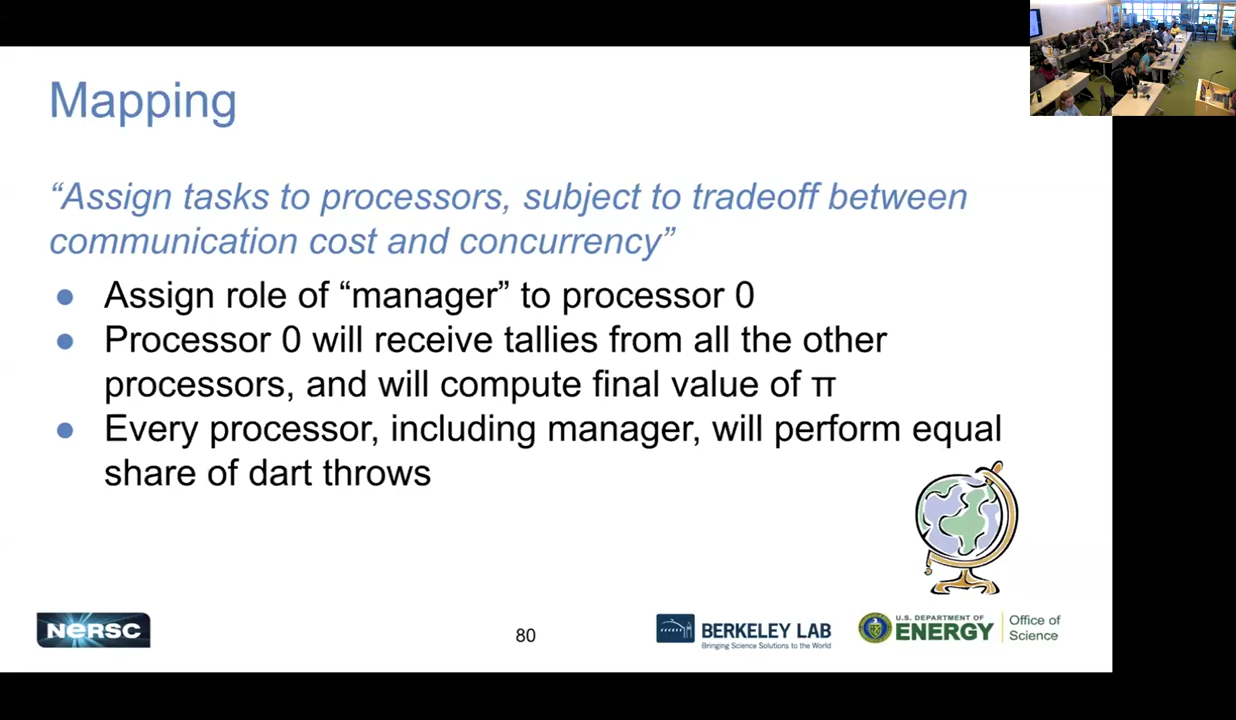 Mapping
“Assign tasks to processors, subject to tradeoff between
communication cost and concurrency”
● Assign role of “manager” to processor 0
● Processor 0 will receive tallies from all the other
processors, and will compute final value of π
● Every processor, including manager, will perform equal
share of dart throws
NERSC
80
BERKELEY LAB
Bringing Science Solutions to the World
U.S. DEPARTMENT OF
ENERGY
Office of
Science